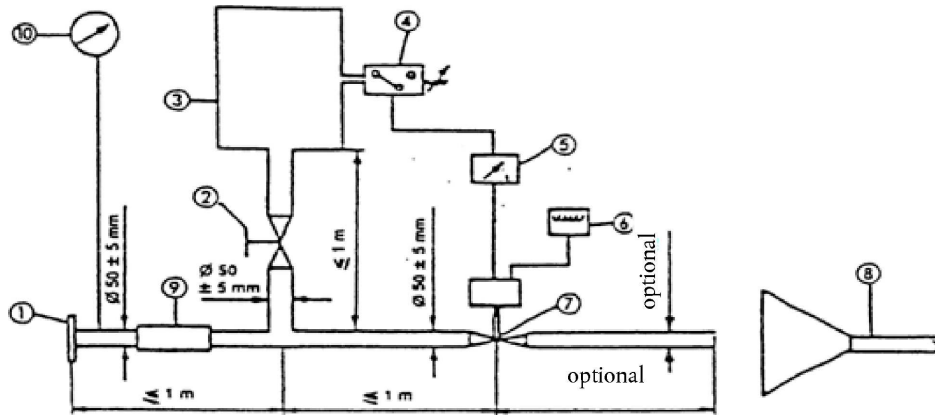 10
4
3
5
2
6
Ø 50 ± 5 mm
Ø 50
± 5 mm
≤ 1 m
Ø 50 ± 5 mm
optional
1
9
7
8
optional
≤ 1 m
≤ 1 m